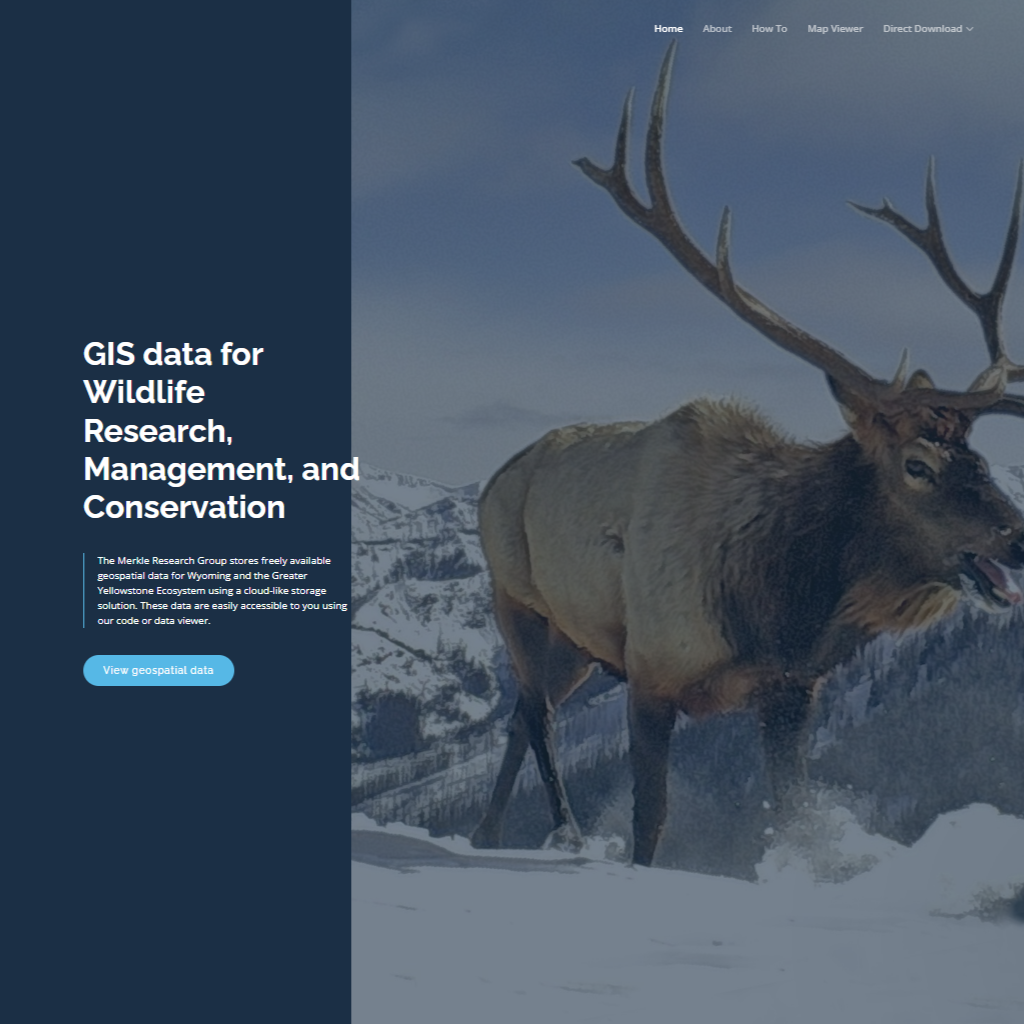 Home About How To Map Viewer Direct Download
GIS data for
Wildlife
Research,
Management, and
Conservation
The Merkle Research Group stores freely available
geospatial data for Wyoming and the Greater
Yellowstone Ecosystem using a cloud-like storage
solution. These data are easily accessible to you using
our code or data viewer.
View geospatial data